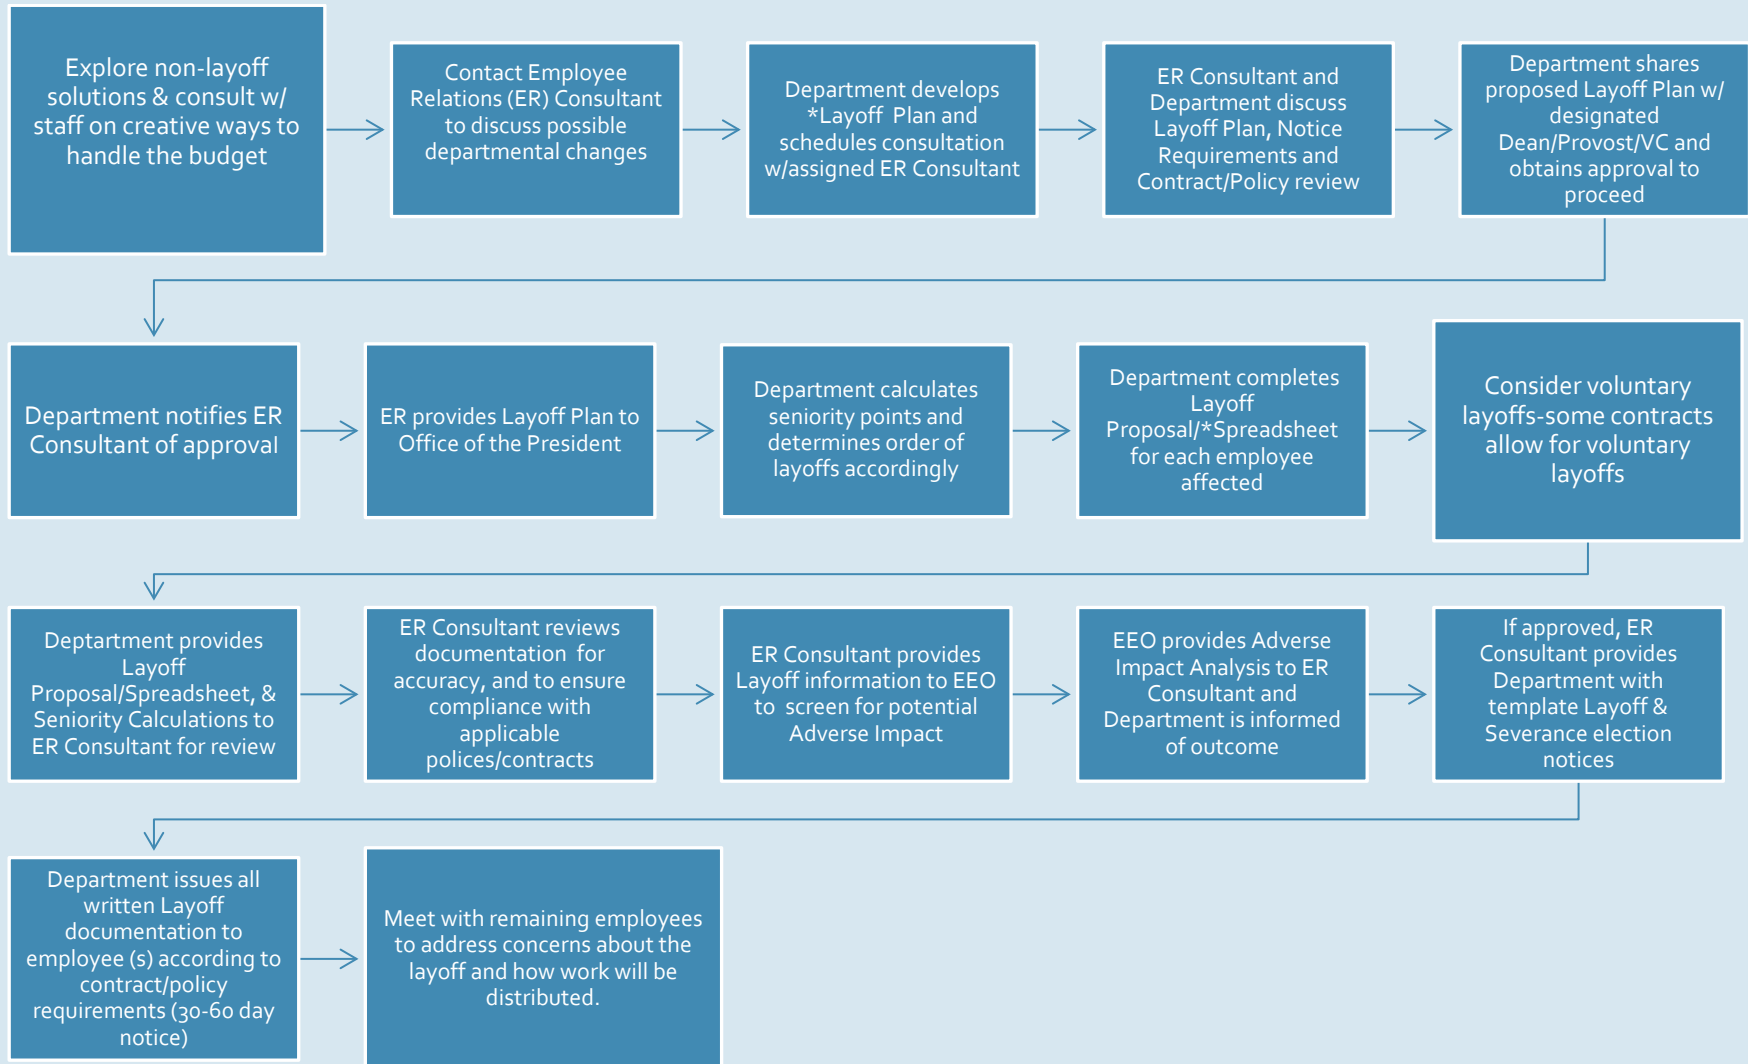 Explore non-layoff
solutions & consult w/
staff on creative ways to
handle the budget
Contact Employee
Relations (ER) Consultant
to discuss possible
departmental changes
Department develops
*Layoff Plan and
schedules consultation
w/assigned ER Consultant
ER Consultant and
Department discuss
Layoff Plan, Notice
Requirements and
Contract/Policy review
Department shares
proposed Layoff Plan w/
designated
Dean/Provost/VC and
obtains approval to
proceed
Department notifies ER
Consultant of approval
ER provides Layoff Plan to
Office of the President
Department calculates
seniority points and
determines order of
layoffs accordingly
Department completes
Layoff
Proposal/*Spreadsheet
for each employee
affected
Consider voluntary
layoffs-some contracts
allow for voluntary
layoffs
Deptartment provides
Layoff
Proposal/Spreadsheet, &
Seniority Calculations to
ER Consultant for review
ER Consultant reviews
documentation for
accuracy, and to ensure
compliance with
applicable
polices/contracts
ER Consultant provides
Layoff information to EEO
to screen for potential
Adverse Impact
EEO provides Adverse
Impact Analysis to ER
Consultant and
Department is informed
of outcome
If approved, ER
Consultant provides
Department with
template Layoff &
Severance election
notices
Department issues all
written Layoff
documentation to
employee (s) according to
contract/policy
requirements (30-60 day
notice)
Meet with remaining employees
to address concerns about the
layoff and how work will be
distributed.